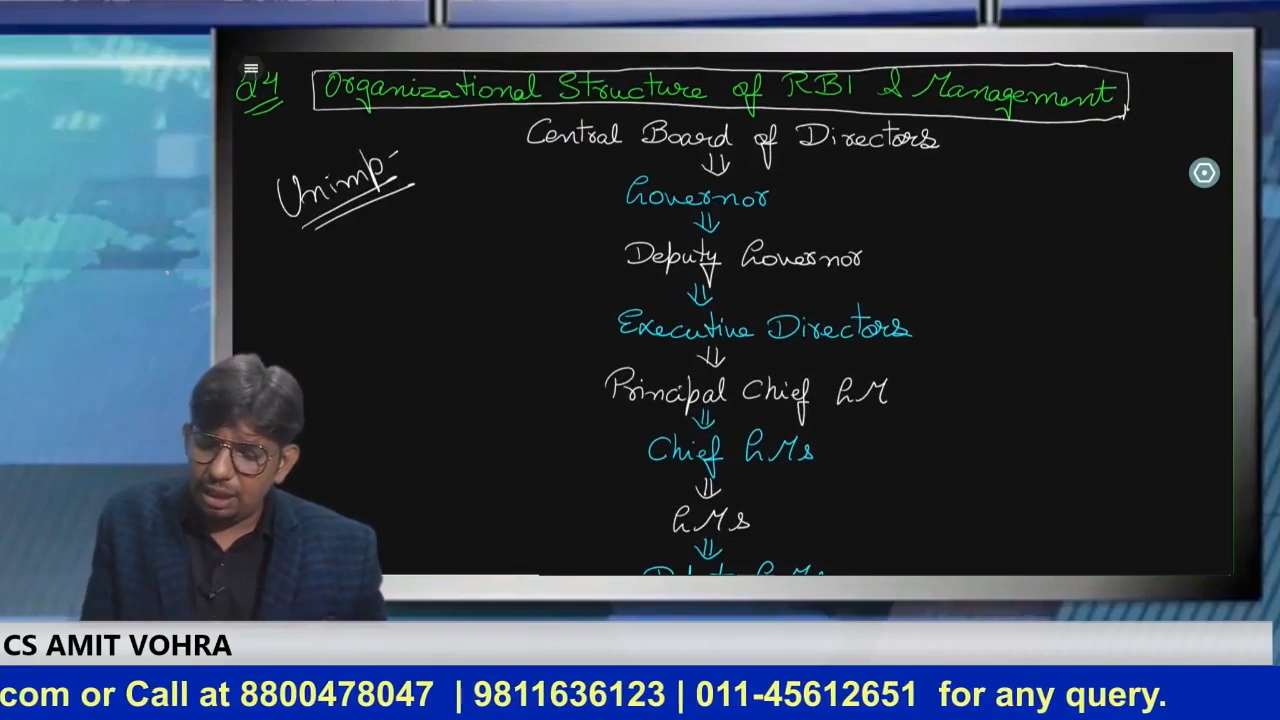 Q4 Organizational Structure of RBI & Management
Central Board of Directors
Unimp.
⇓
Governor
⇓
Deputy Governor
⇓
Executive Directors
⇓
Principal Chief GM
⇓
Chief GMs
⇓
GMs
⇓
CS AMIT VOHRA
com or Call at 8800478047 | 9811636123 | 011-45612651 for any query.